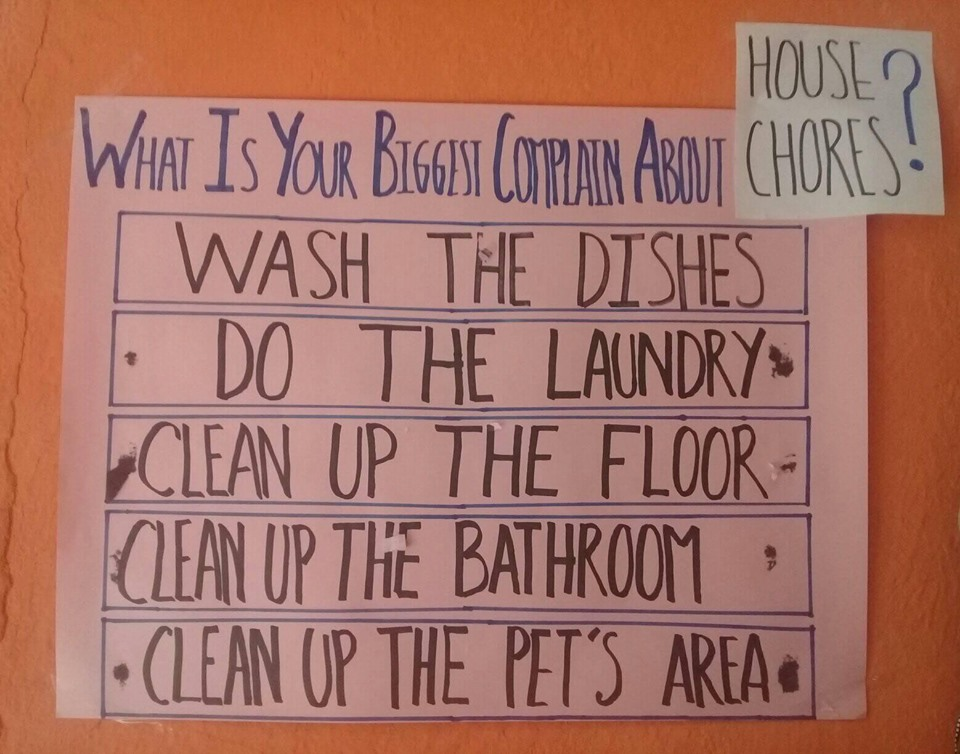 WHAT IS YOUR BIGGEST COMPLAIN ABOUT
HOUSE
CHORES?
WASH THE DISHES
DO THE LAUNDRY
CLEAN UP THE FLOOR
CLEAN UP THE BATHROOM
CLEAN UP THE PET'S AREA